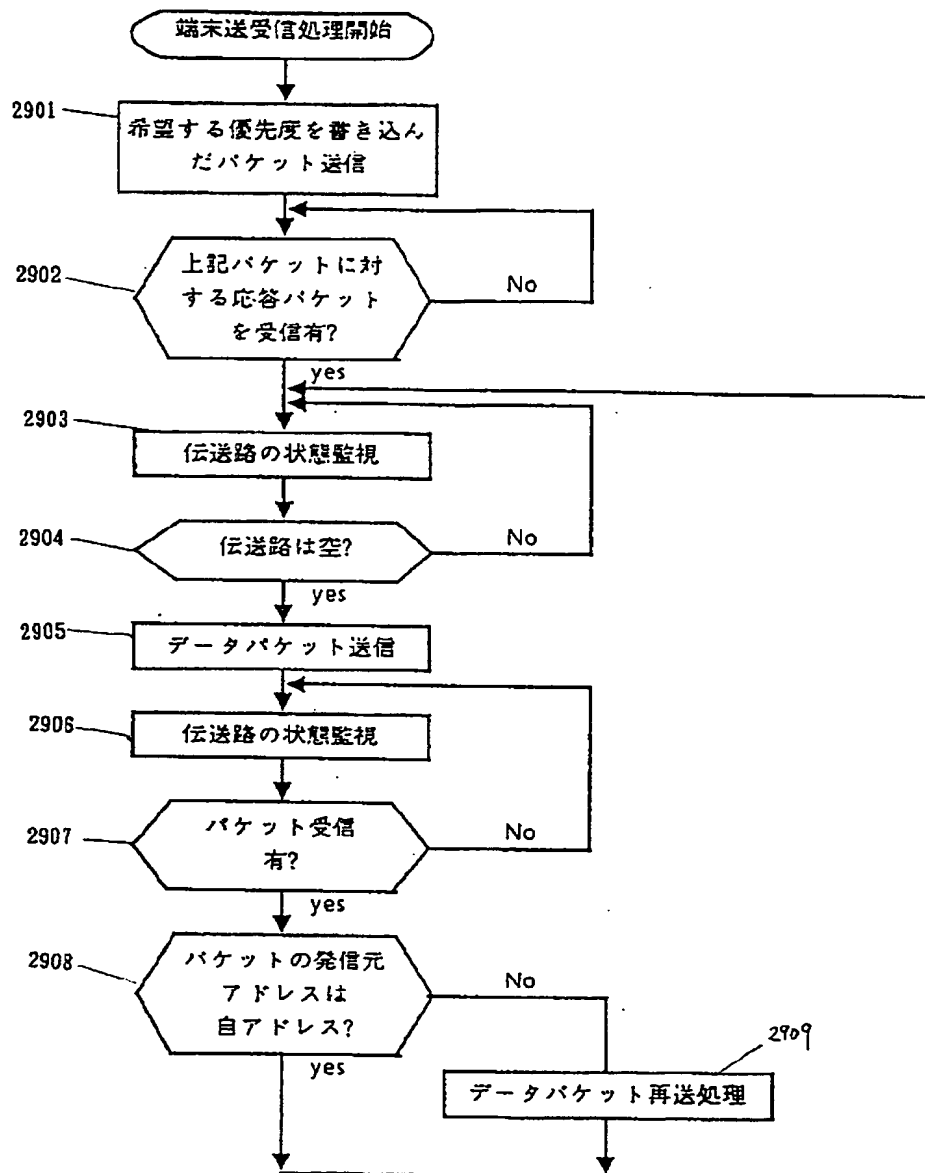 端末送受信処理開始
2901
希望する優先度を書き込ん
だパケット送信
2902
上記パケットに対
する応答パケット
を受信有?
No
yes
2903
伝送路の状態監視
2904
伝送路は空?
No
yes
2905
データパケット送信
2906
伝送路の状態監視
2907
パケット受信
有?
No
yes
2908
パケットの発信元
アドレスは
自アドレス?
No
yes
2909
データパケット再送処理